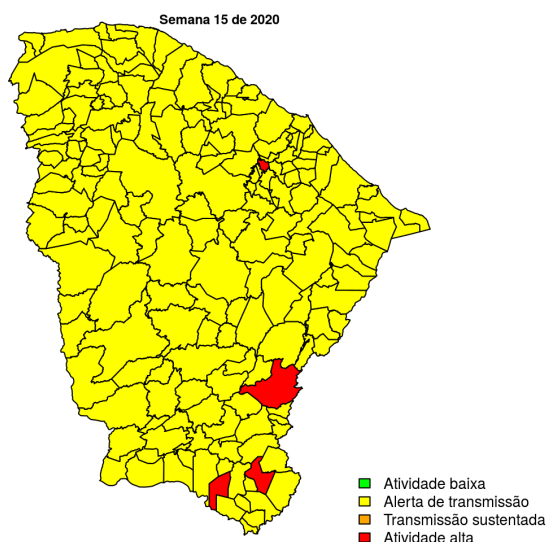 Semana 15 de 2020
Atividade baixa
Alerta de transmissão
Transmissão sustentada
Atividade alta